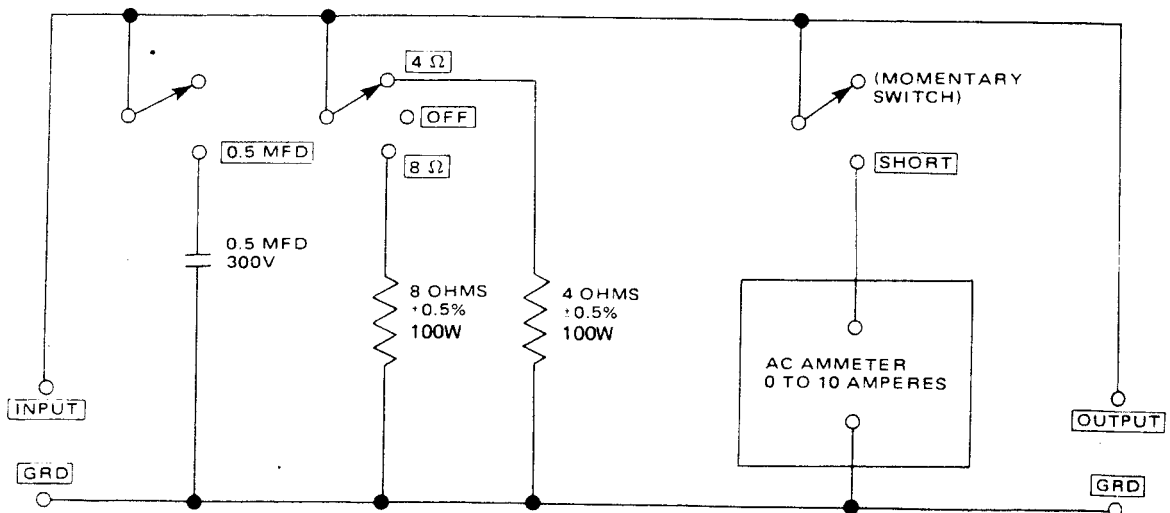 4 Ω
(MOMENTARY
SWITCH)
OFF
0.5 MFD
8 Ω
SHORT
0.5 MFD
300V
8 OHMS
±0.5%
100W
4 OHMS
±0.5%
100W
AC AMMETER
0 TO 10 AMPERES
INPUT
OUTPUT
GRD
GRD